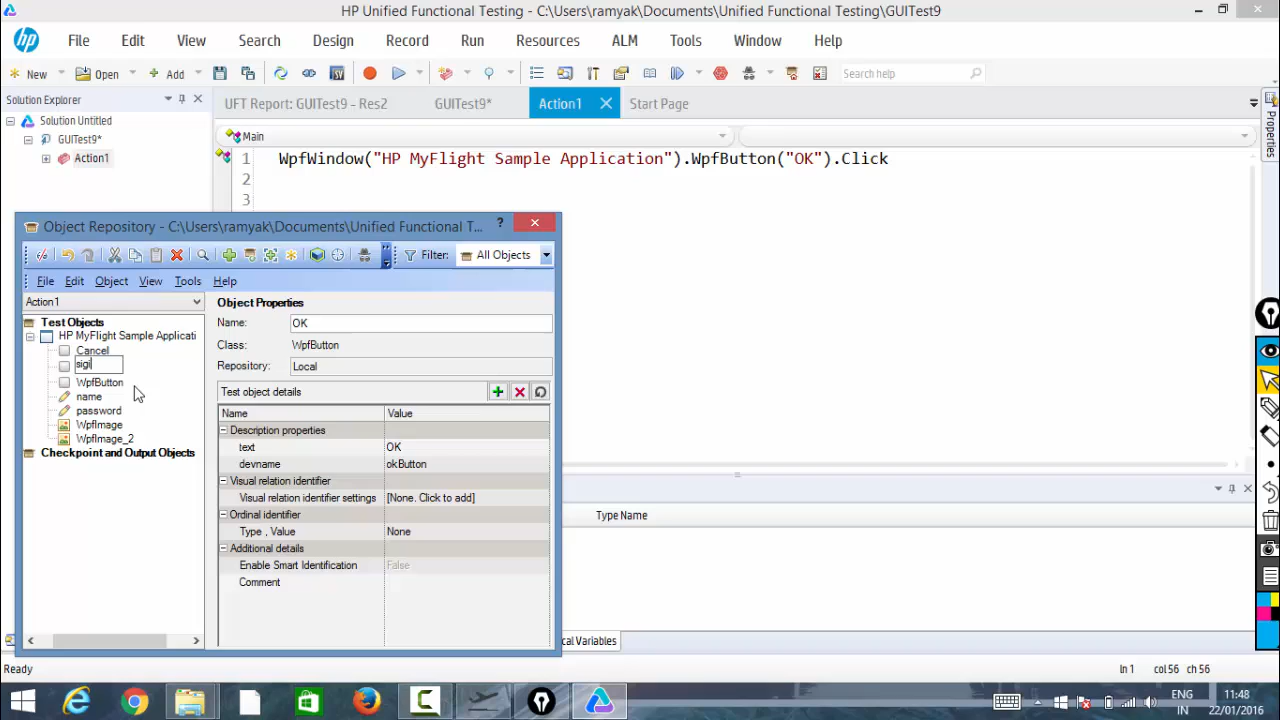 HP Unified Functional Testing - C:\Users\ramyak\Documents\Unified Functional Testing\GUITest9
hp File Edit View Search Design Record Run Resources ALM Tools Window Help
New Open Add Search help
Solution Explorer
UFT Report: GUITest9 - Res2 GUITest9* Action1 Start Page
Properties
Solution Untitled
GUITest9*
Action1
Main
1 WpfWindow("HP MyFlight Sample Application").WpfButton("OK").Click
2
3
Object Repository - C:\Users\ramyak\Documents\Unified Functional T... ?
Filter: All Objects
File Edit Object View Tools Help
Action1
Test Objects
HP MyFlight Sample Applicati
Cancel
sigi
WpfButton
name
password
WpfImage
WpfImage_2
Checkpoint and Output Objects
Object Properties
Name: OK
Class: WpfButton
Repository: Local
Test object details
Name Value
Description properties
text OK
devname okButton
Visual relation identifier
Visual relation identifier settings [None. Click to add]
Ordinal identifier
Type , Value None
Additional details
Enable Smart Identification False
Comment
Type Name
cal Variables
Ready ln 1 col 56 ch 56
ENG
IN
11:48
22/01/2016